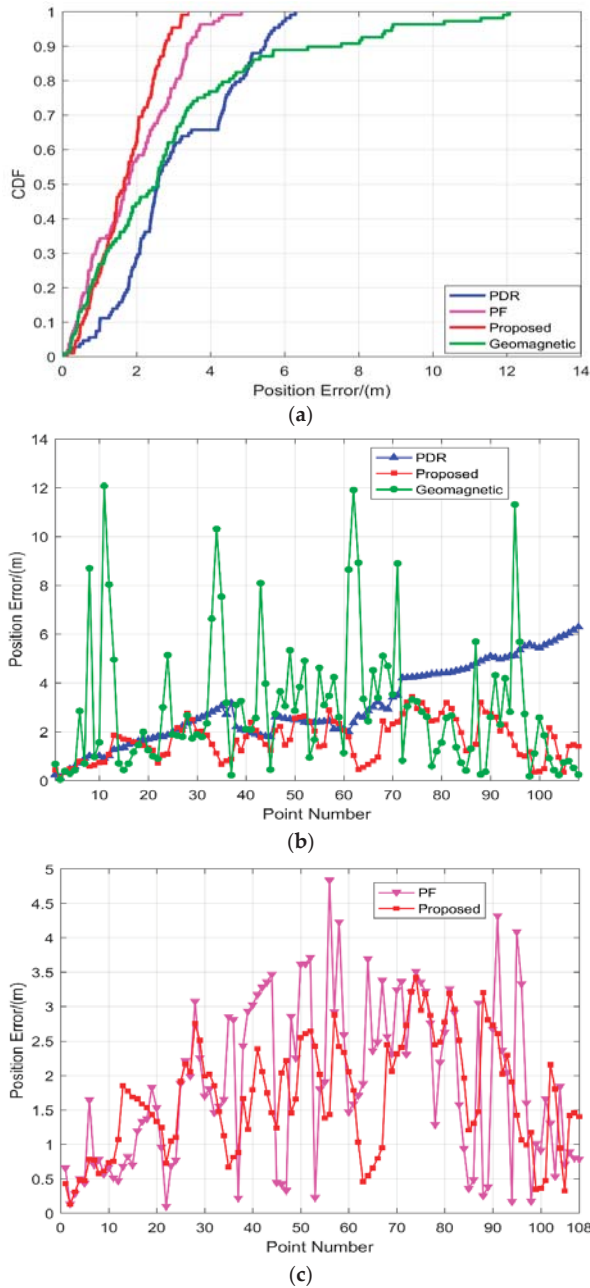 1
0.9
0.8
0.7
0.6
0.5
0.4
0.3
0.2
0.1
0
CDF
PDR
PF
Proposed
Geomagnetic
0 2 4 6 8 10 12 14
Position Error/(m)
(a)
14
12
10
8
6
4
2
0
Position Error/(m)
PDR
Proposed
Geomagnetic
0 10 20 30 40 50 60 70 80 90 100
Point Number
(b)
5
4.5
4
3.5
3
2.5
2
1.5
1
0.5
0
Position Error/(m)
PF
Proposed
0 10 20 30 40 50 60 70 80 90 100 108
Point Number
(c)